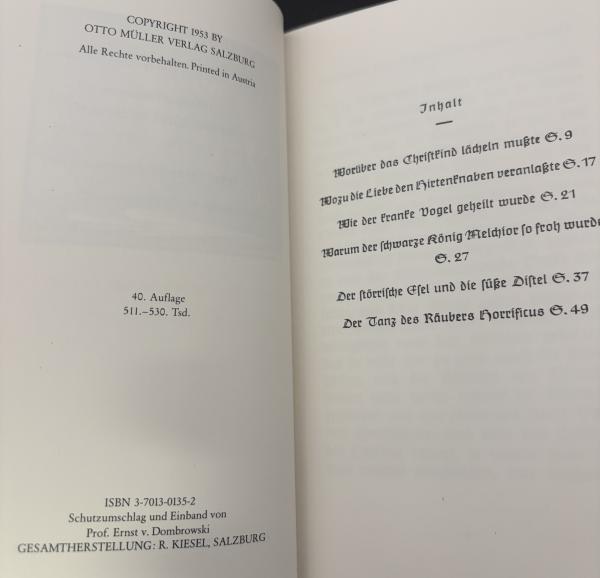 COPYRIGHT 1953 BY
OTTO MÜLLER VERLAG SALZBURG
Alle Rechte vorbehalten. Printed in Austria
40. Auflage
511.–530. Tsd.
ISBN 3-7013-0135-2
Schutzumschlag und Einband von
Prof. Ernst v. Dombrowski
GESAMTHERSTELLUNG: R. KIESEL, SALZBURG
Inhalt
Worüber das Christkind lächeln mußte S. 9
Wozu die Liebe den Hirtenknaben veranlaßte S. 17
Wie der kranke Vogel geheilt wurde S. 21
Warum der schwarze König Melchior so froh wurde
S. 27
Der störrische Esel und die süße Distel S. 37
Der Tanz des Räubers Horrificus S. 49